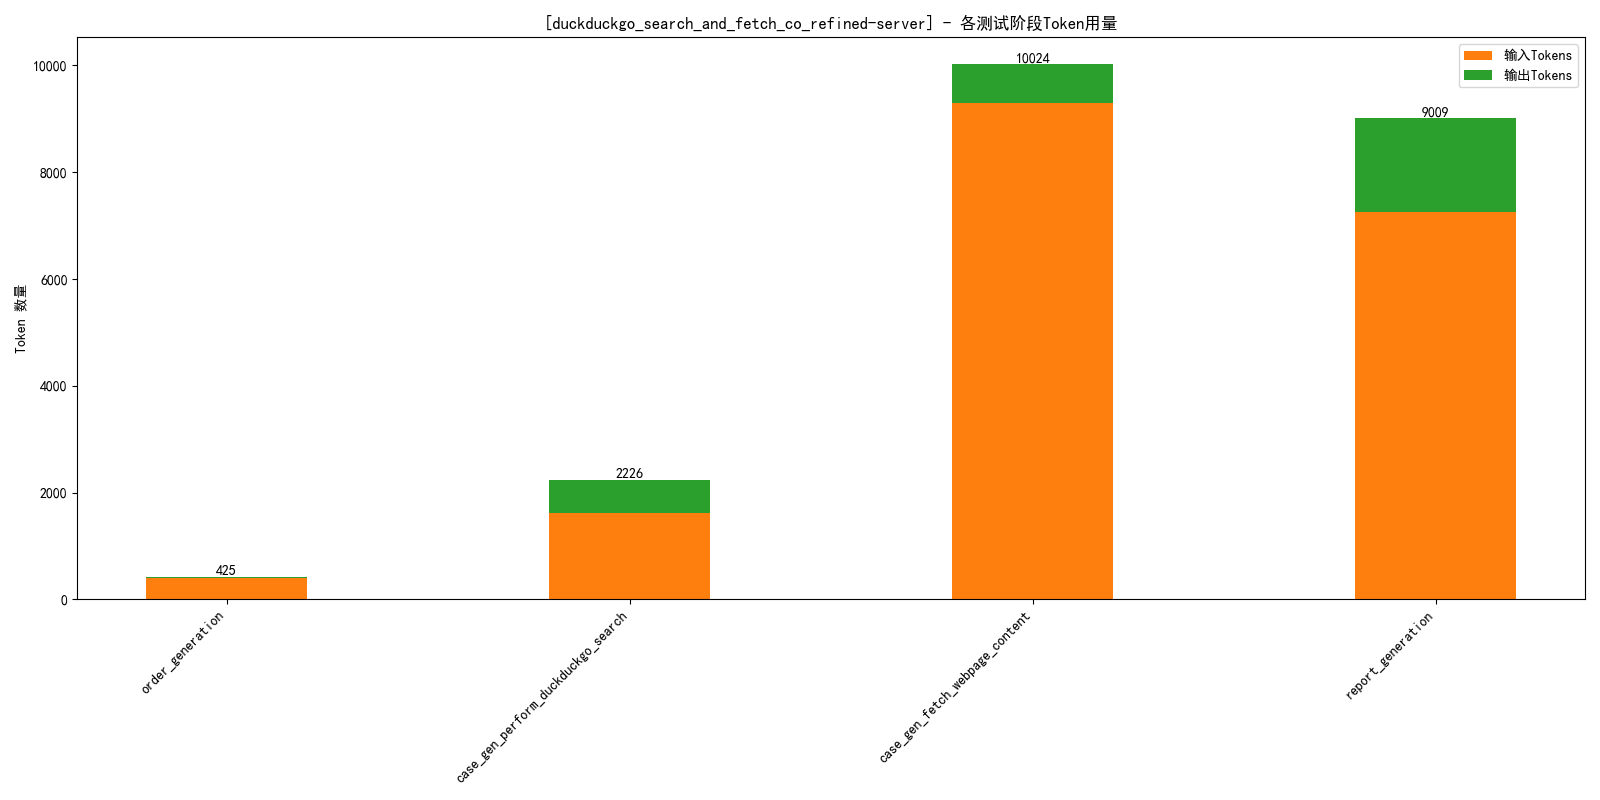 [duckduckgo_search_and_fetch_co_refined-server] - 各测试阶段Token用量
输入Tokens
输出Tokens
Token 数量
10000
8000
6000
4000
2000
0
425
2226
10024
9009
order_generation
case_gen_perform_duckduckgo_search
case_gen_fetch_webpage_content
report_generation